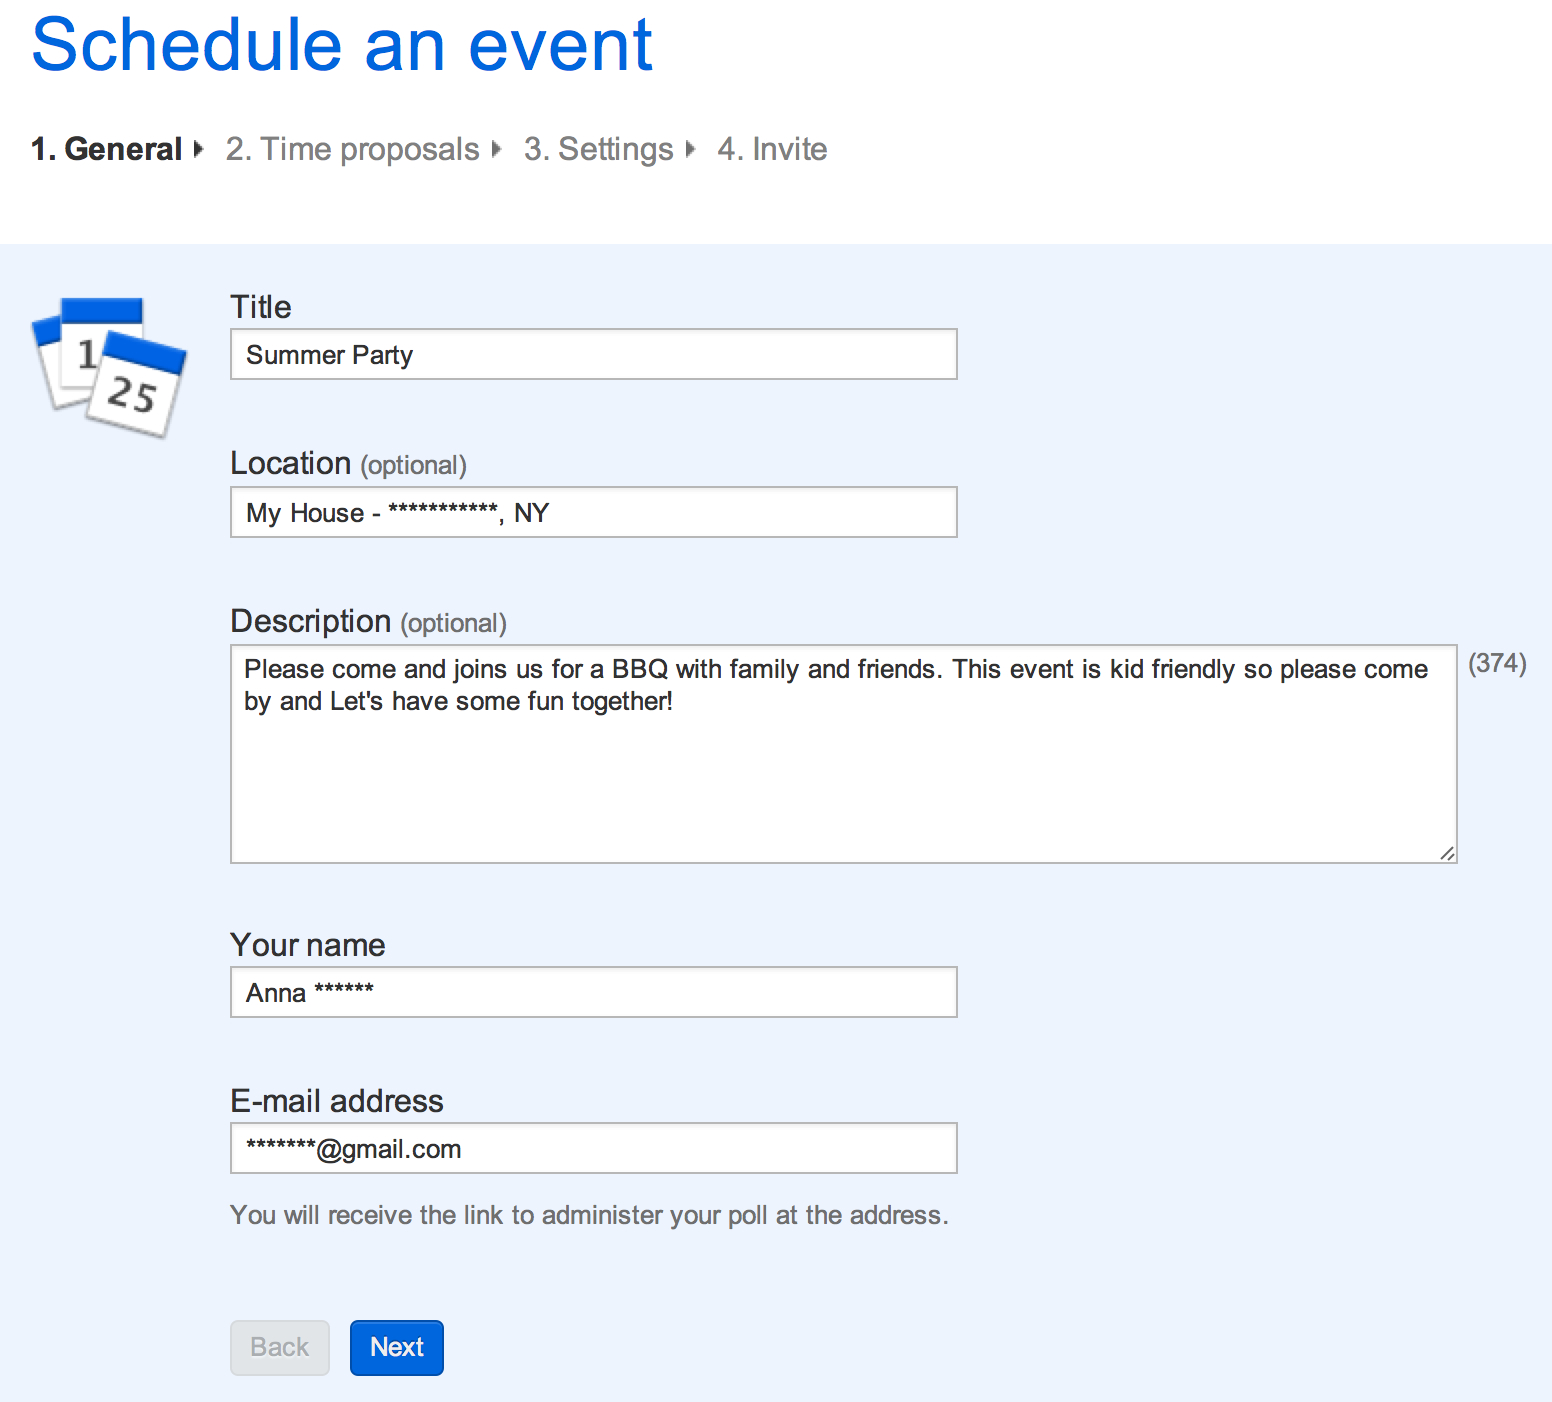 Schedule an event
1. General 2. Time proposals 3. Settings 4. Invite
1
25
Title
Summer Party
Location (optional)
My House - ***********, NY
Description (optional)
Please come and joins us for a BBQ with family and friends. This event is kid friendly so please come
by and Let's have some fun together!
(374)
Your name
Anna ******
E-mail address
*******@gmail.com
You will receive the link to administer your poll at the address.
Back Next